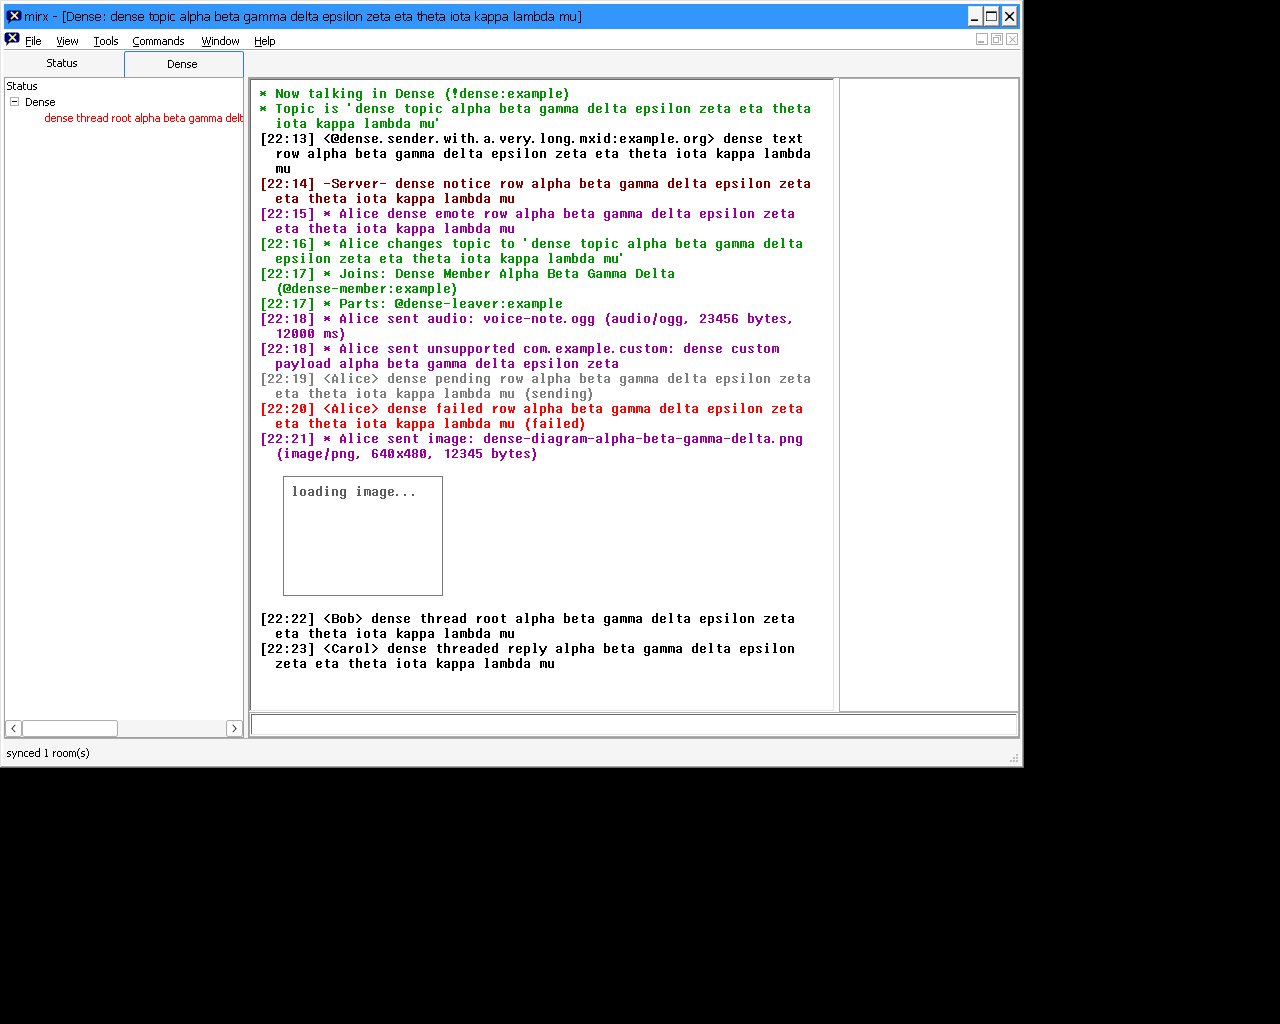 mirx - [Dense: dense topic alpha beta gamma delta epsilon zeta eta theta iota kappa lambda mu]
File View Tools Commands Window Help
Status Dense
Status
Dense
dense thread root alpha beta gamma delt
* Now talking in Dense (!dense:example)
* Topic is 'dense topic alpha beta gamma delta epsilon zeta eta theta
iota kappa lambda mu'
[22:13] <@dense.sender.with.a.very.long.mxid:example.org> dense text
row alpha beta gamma delta epsilon zeta eta theta iota kappa lambda
mu
[22:14] -Server- dense notice row alpha beta gamma delta epsilon zeta
eta theta iota kappa lambda mu
[22:15] * Alice dense emote row alpha beta gamma delta epsilon zeta
eta theta iota kappa lambda mu
[22:16] * Alice changes topic to 'dense topic alpha beta gamma delta
epsilon zeta eta theta iota kappa lambda mu'
[22:17] * Joins: Dense Member Alpha Beta Gamma Delta
(@dense-member:example)
[22:17] * Parts: @dense-leaver:example
[22:18] * Alice sent audio: voice-note.ogg (audio/ogg, 23456 bytes,
12000 ms)
[22:18] * Alice sent unsupported com.example.custom: dense custom
payload alpha beta gamma delta epsilon zeta
[22:19] <Alice> dense pending row alpha beta gamma delta epsilon zeta
eta theta iota kappa lambda mu (sending)
[22:20] <Alice> dense failed row alpha beta gamma delta epsilon zeta
eta theta iota kappa lambda mu (failed)
[22:21] * Alice sent image: dense-diagram-alpha-beta-gamma-delta.png
(image/png, 640x480, 12345 bytes)
loading image...
[22:22] <Bob> dense thread root alpha beta gamma delta epsilon zeta
eta theta iota kappa lambda mu
[22:23] <Carol> dense threaded reply alpha beta gamma delta epsilon
zeta eta theta iota kappa lambda mu
synced 1 room(s)